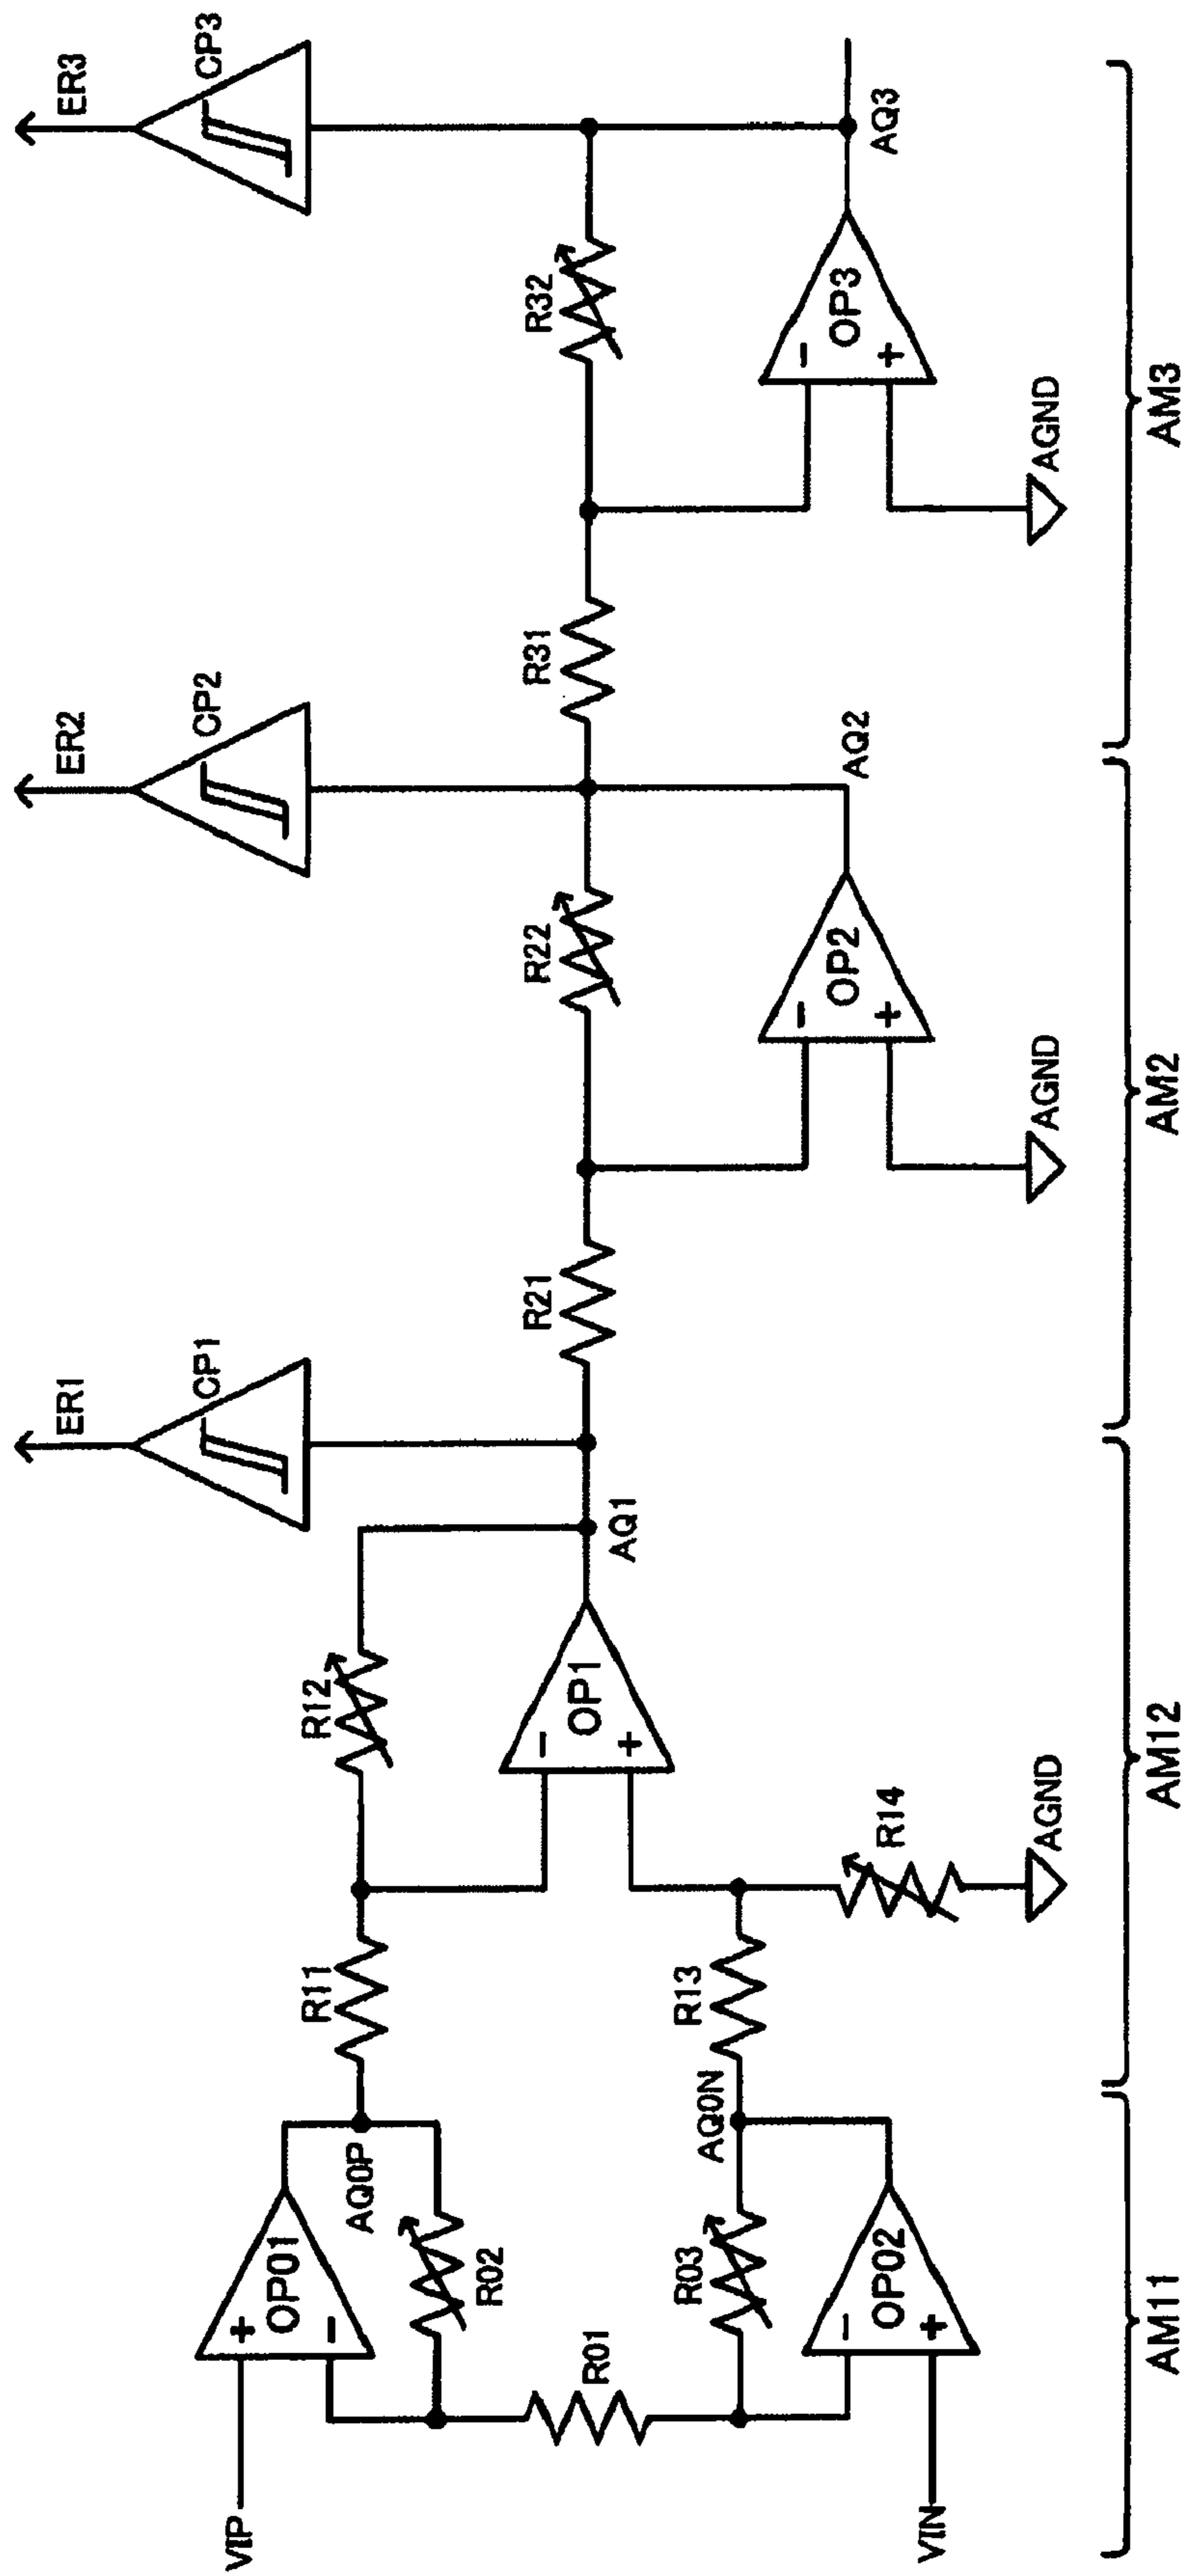 ER1
ER2
ER3
CP1
CP2
CP3
VIP
+
OP01
-
AQ0P
R02
R01
R11
R12
-
OP1
+
AQ1
R03
AQ0N
R13
R14
AGND
-
OP02
+
VIN
R21
R22
-
OP2
+
AQ2
AGND
R31
R32
-
OP3
+
AQ3
AGND
AM11
AM12
AM2
AM3